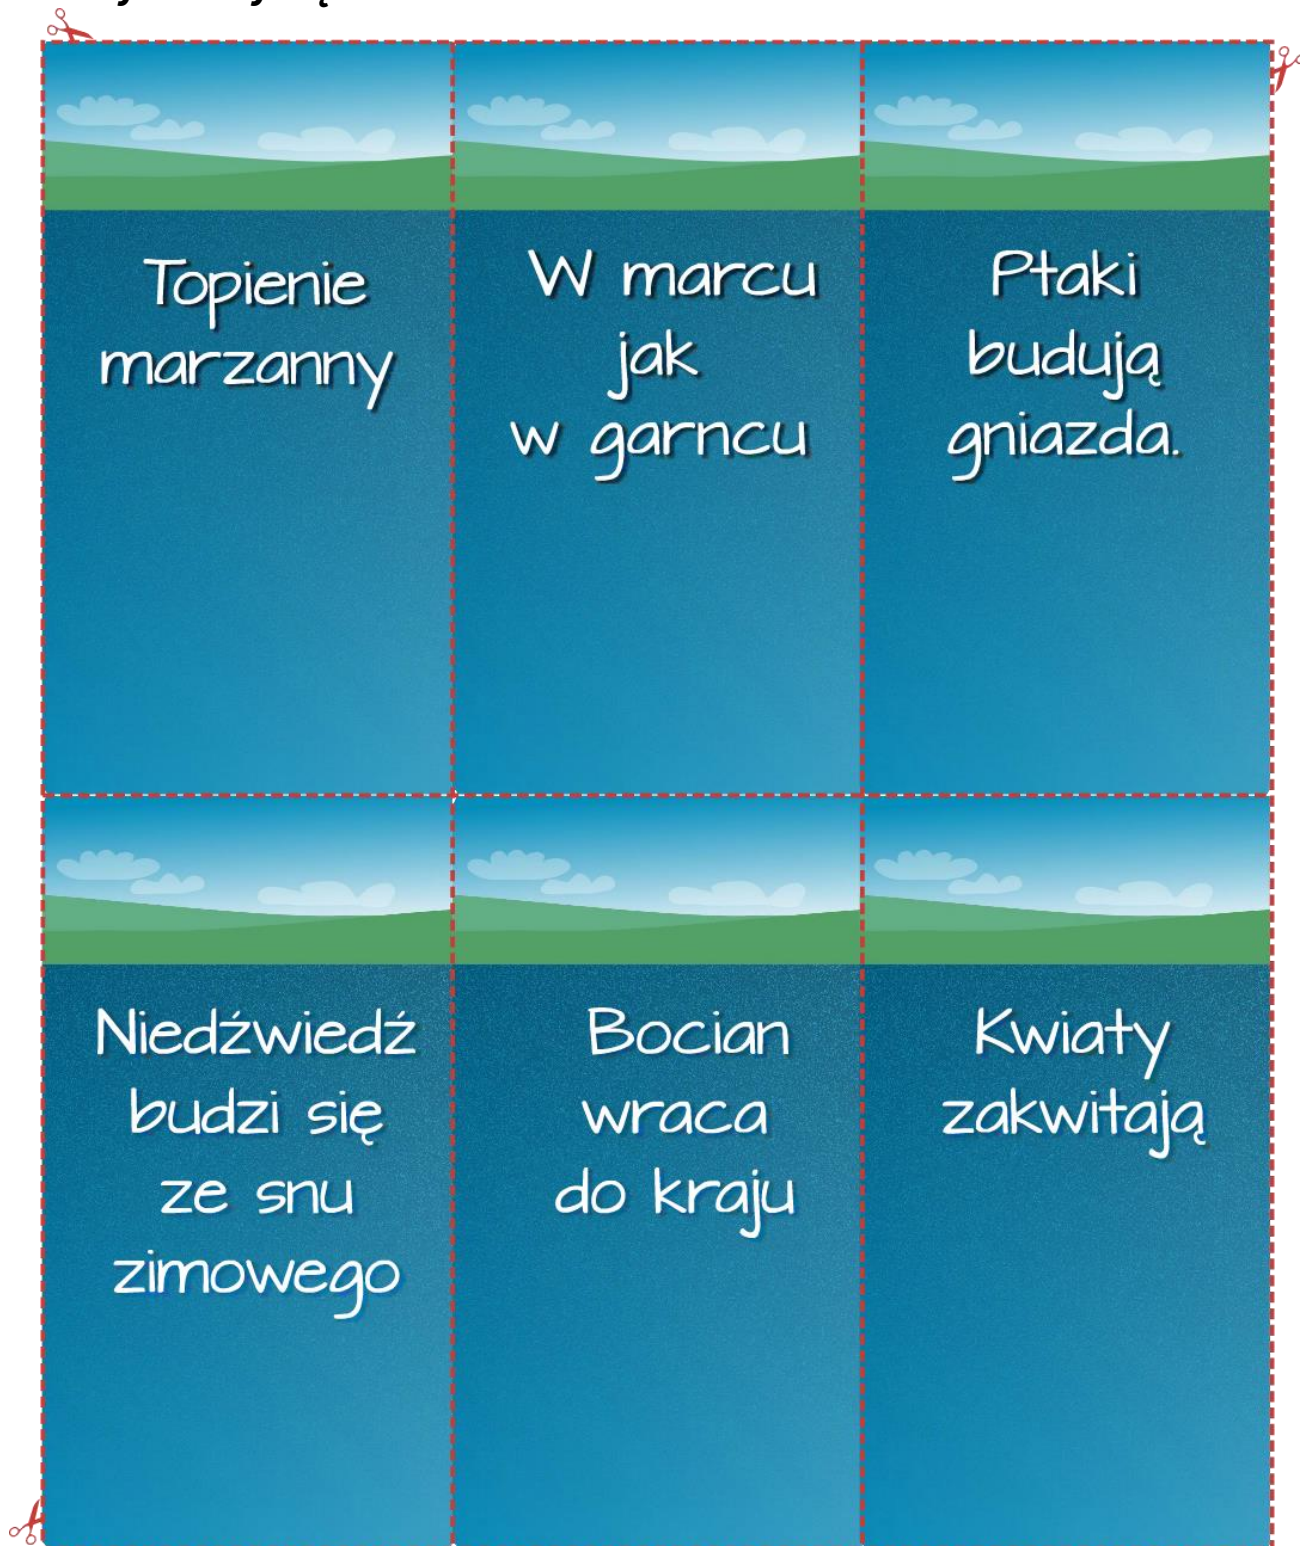 Topienie
marzanny
W marcu
jak
w garncu
Ptaki
budują
gniazda.
Niedźwiedź
budzi się
ze snu
zimowego
Bocian
wraca
do kraju
Kwiaty
zakwitają